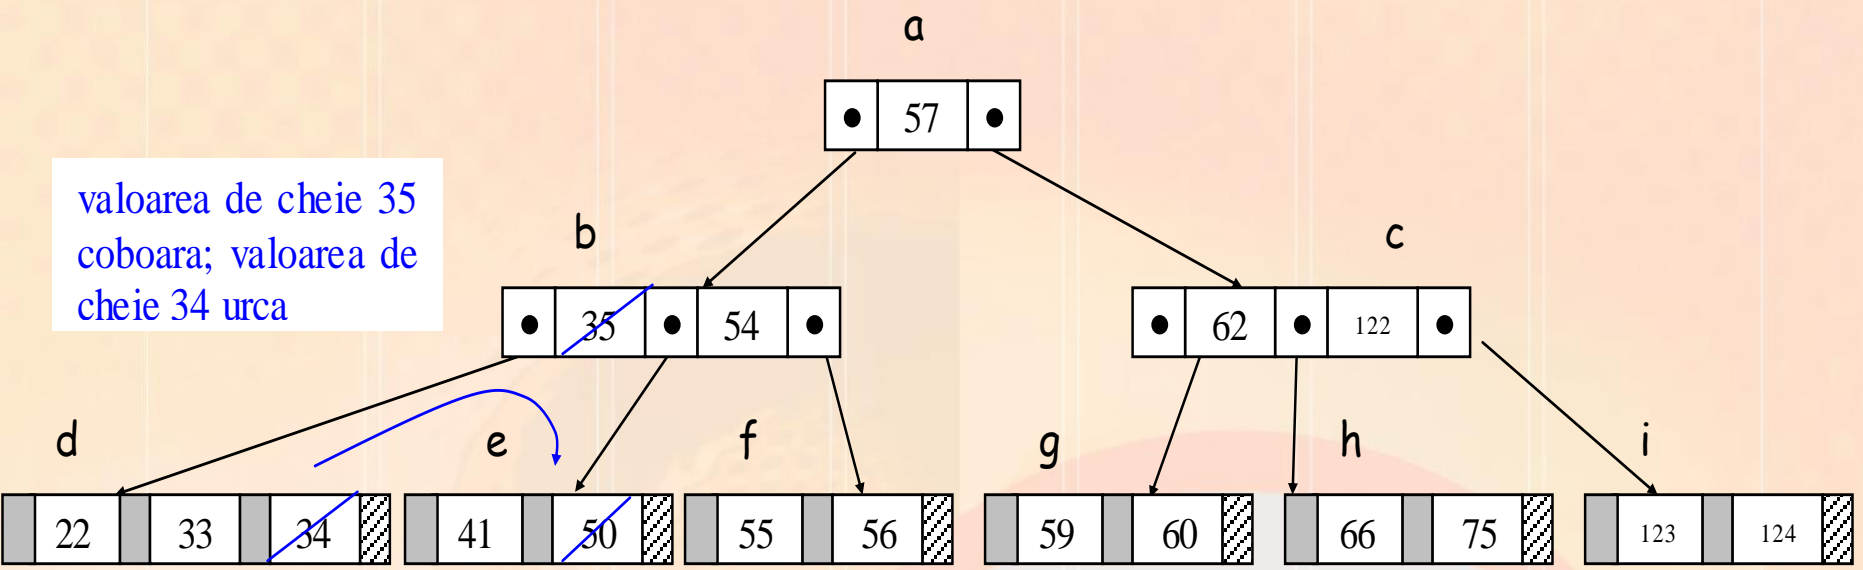 a
57
valoarea de cheie 35
coboara; valoarea de
cheie 34 urca
b
c
35 54
62 122
d e f g h i
22 33 34 41 50 55 56 59 60 66 75 123 124